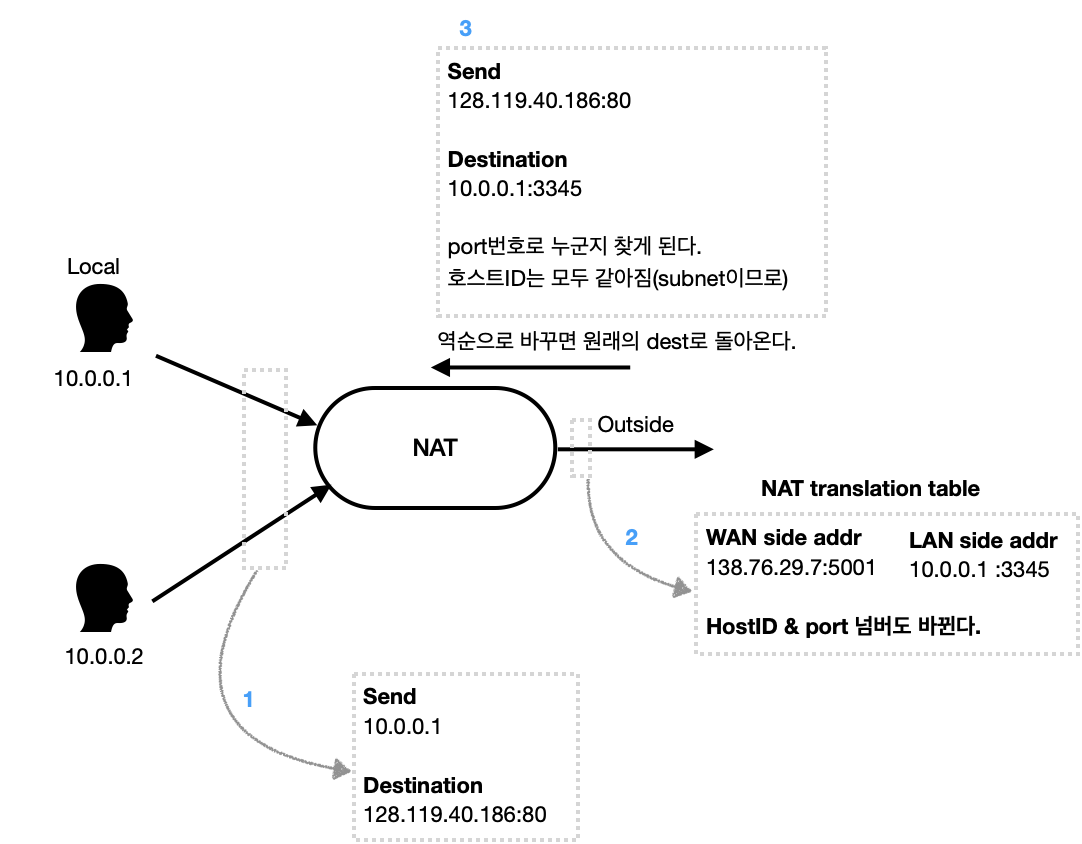 3
Send
128.119.40.186:80
Destination
10.0.0.1:3345
port번호로 누군지 찾게 된다.
호스트ID는 모두 같아짐(subnet이므로)
역순으로 바꾸면 원래의 dest로 돌아온다.
Local
10.0.0.1
NAT
Outside
10.0.0.2
NAT translation table
2
WAN side addr
138.76.29.7:5001
LAN side addr
10.0.0.1 :3345
HostID & port 넘버도 바뀐다.
1
Send
10.0.0.1
Destination
128.119.40.186:80